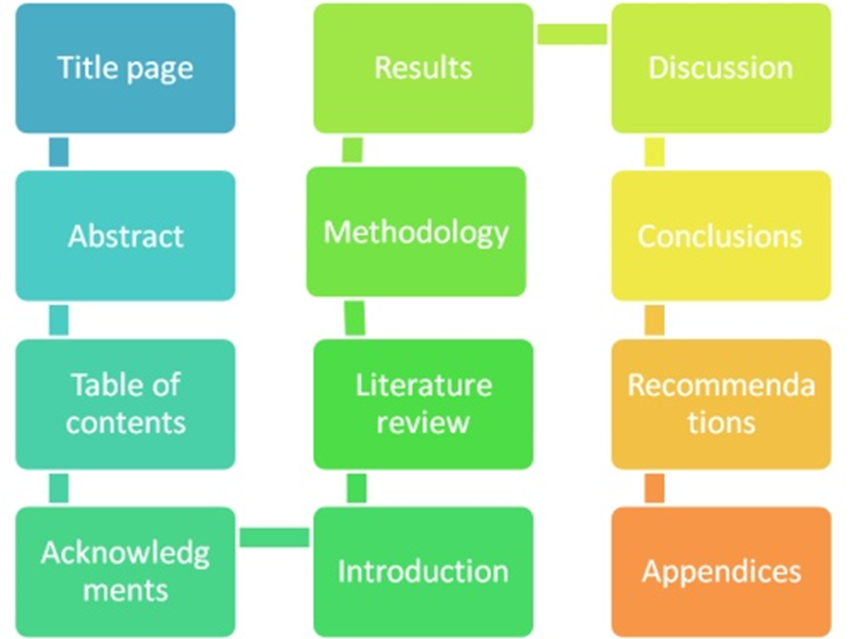 Title page
Abstract
Table of
contents
Acknowledg
ments
Introduction
Literature
review
Methodology
Results
Discussion
Conclusions
Recommenda
tions
Appendices